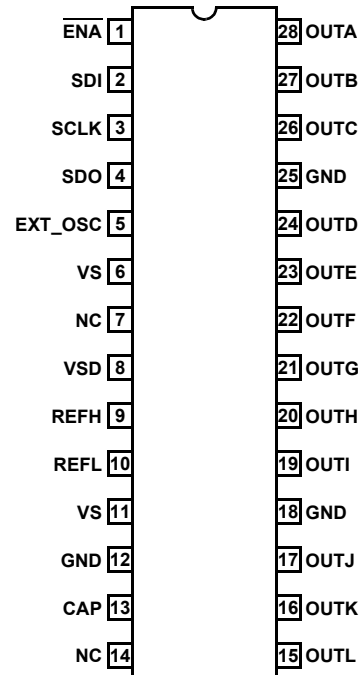 ENA 1 28 OUTA
SDI 2 27 OUTB
SCLK 3 26 OUTC
SDO 4 25 GND
EXT_OSC 5 24 OUTD
VS 6 23 OUTE
NC 7 22 OUTF
VSD 8 21 OUTG
REFH 9 20 OUTH
REFL 10 19 OUTI
VS 11 18 GND
GND 12 17 OUTJ
CAP 13 16 OUTK
NC 14 15 OUTL